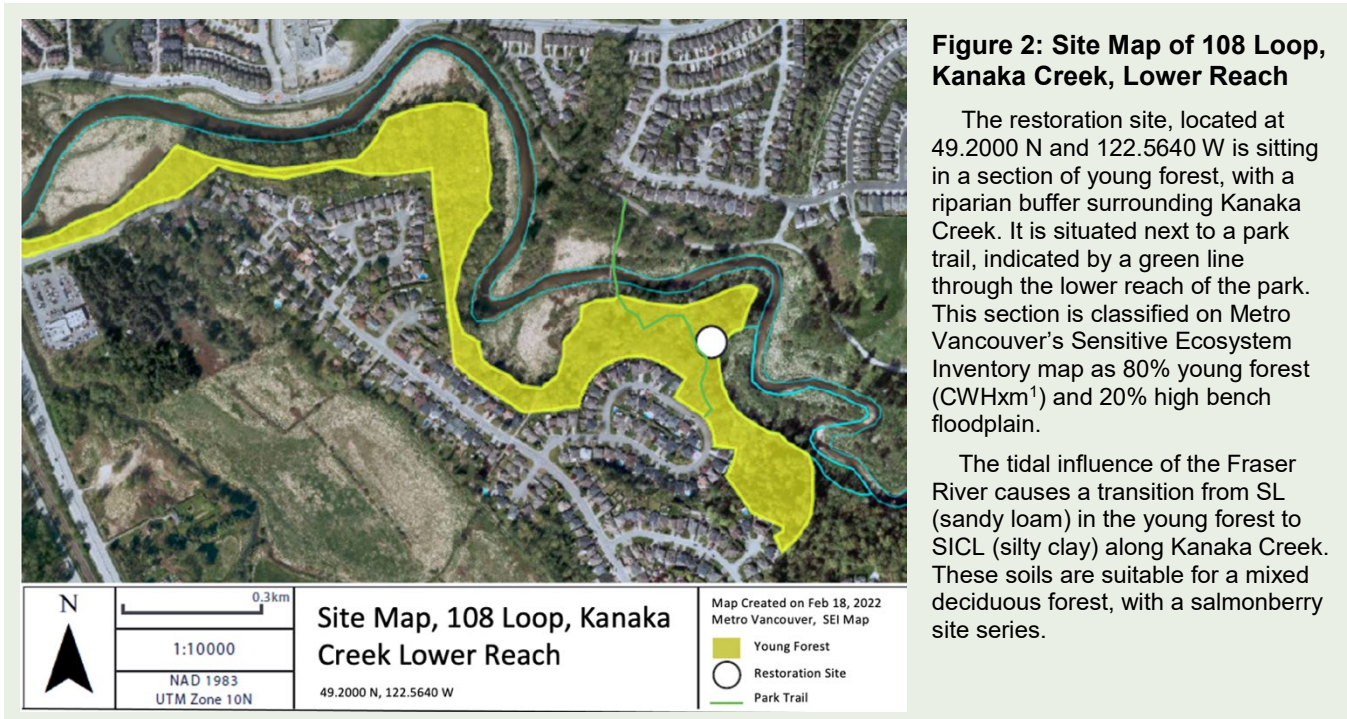 Figure 2: Site Map of 108 Loop,
Kanaka Creek, Lower Reach
The restoration site, located at
49.2000 N and 122.5640 W is sitting
in a section of young forest, with a
riparian buffer surrounding Kanaka
Creek. It is situated next to a park
trail, indicated by a green line
through the lower reach of the park.
This section is classified on Metro
Vancouver's Sensitive Ecosystem
Inventory map as 80% young forest
(CWHxm¹) and 20% high bench
floodplain.
The tidal influence of the Fraser
River causes a transition from SL
(sandy loam) in the young forest to
SICL (silty clay) along Kanaka Creek.
These soils are suitable for a mixed
deciduous forest, with a salmonberry
site series.
N
0.3km
1:10000
NAD 1983
UTM Zone 10N
Site Map, 108 Loop, Kanaka
Creek Lower Reach
49.2000 N, 122.5640 W
Map Created on Feb 18, 2022
Metro Vancouver, SEI Map
Young Forest
Restoration Site
Park Trail